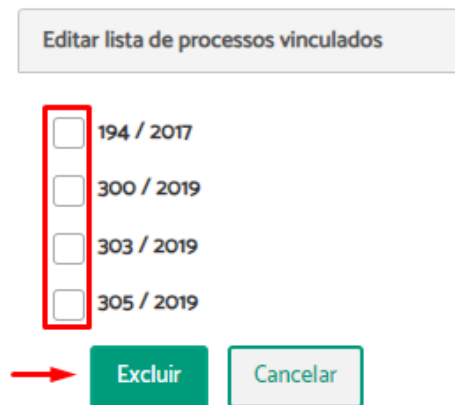 Editar lista de processos vinculados
194 / 2017
300 / 2019
303 / 2019
305 / 2019
Excluir Cancelar